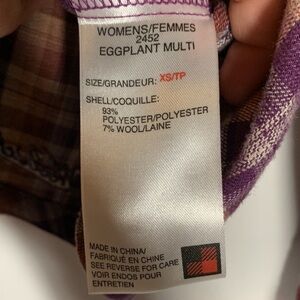 WOMENS/FEMMES
2452
EGGPLANT MULTI
SIZE/GRANDEUR: XS/TP
SHELL/COQUILLE:
93%
POLYESTER/POLYESTER
7% WOOL/LAINE
MADE IN CHINA/
FABRIQUÉ EN CHINE
SEE REVERSE FOR CARE
VOIR ENDOS POUR
ENTRETIEN